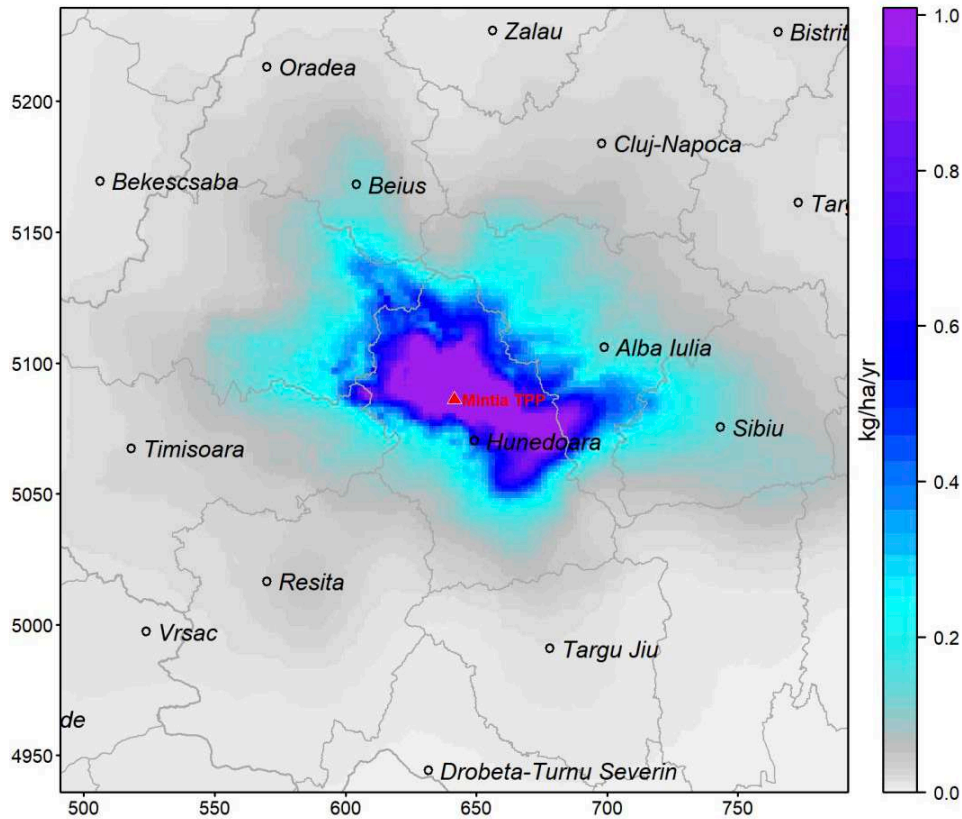 Zalau
Bistrit
Oradea
Cluj-Napoca
Bekescsaba
Beius
Targ
Alba Iulia
Mintia TPP
Hunedoara
Sibiu
Timisoara
Resita
Vrsac
Targu Jiu
de
Drobeta-Turnu Severin
5200
5150
5100
5050
5000
4950
500
550
600
650
700
750
1.0
0.8
0.6
0.4
0.2
0.0
kg/ha/yr